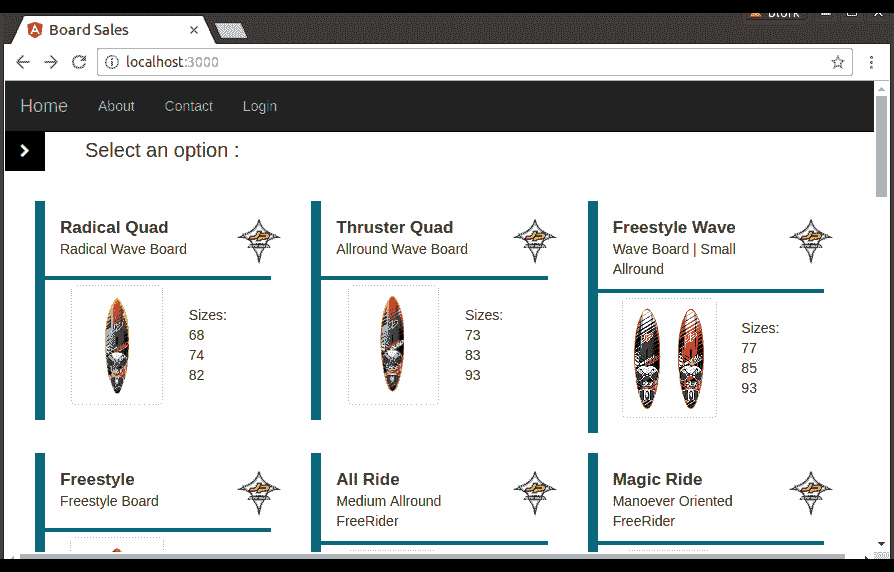 Board Sales
localhost:3000
Home About Contact Login
Select an option :
Radical Quad
Radical Wave Board
Sizes:
68
74
82
Thruster Quad
Allround Wave Board
Sizes:
73
83
93
Freestyle Wave
Wave Board | Small
Allround
Sizes:
77
85
93
Freestyle
Freestyle Board
All Ride
Medium Allround
FreeRider
Magic Ride
Manoever Oriented
FreeRider